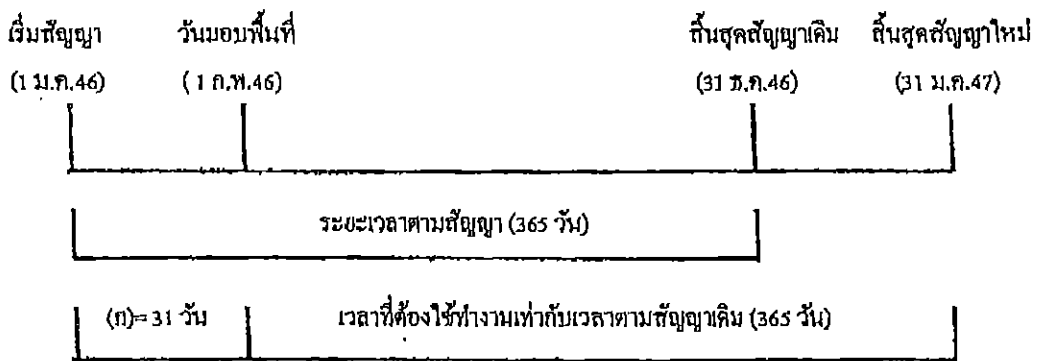 เริ่มสัญญา วันมอบพื้นที่ สิ้นสุดสัญญาเดิม สิ้นสุดสัญญาใหม่
(1 ม.ค.46) ( 1 ก.พ.46) (31 ธ.ค.46) (31 ม.ค.47)
ระยะเวลาตามสัญญา (365 วัน)
(ก)= 31 วัน เวลาที่ต้องใช้ทำงานเท่ากับเวลาตามสัญญาเดิม (365 วัน)